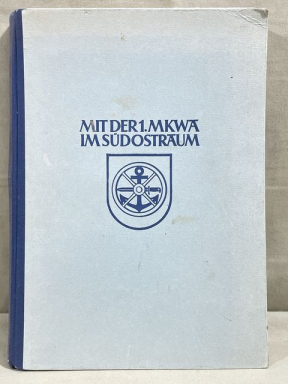 MIT DER 1. MKWA
IM SÜDOSTRAUM